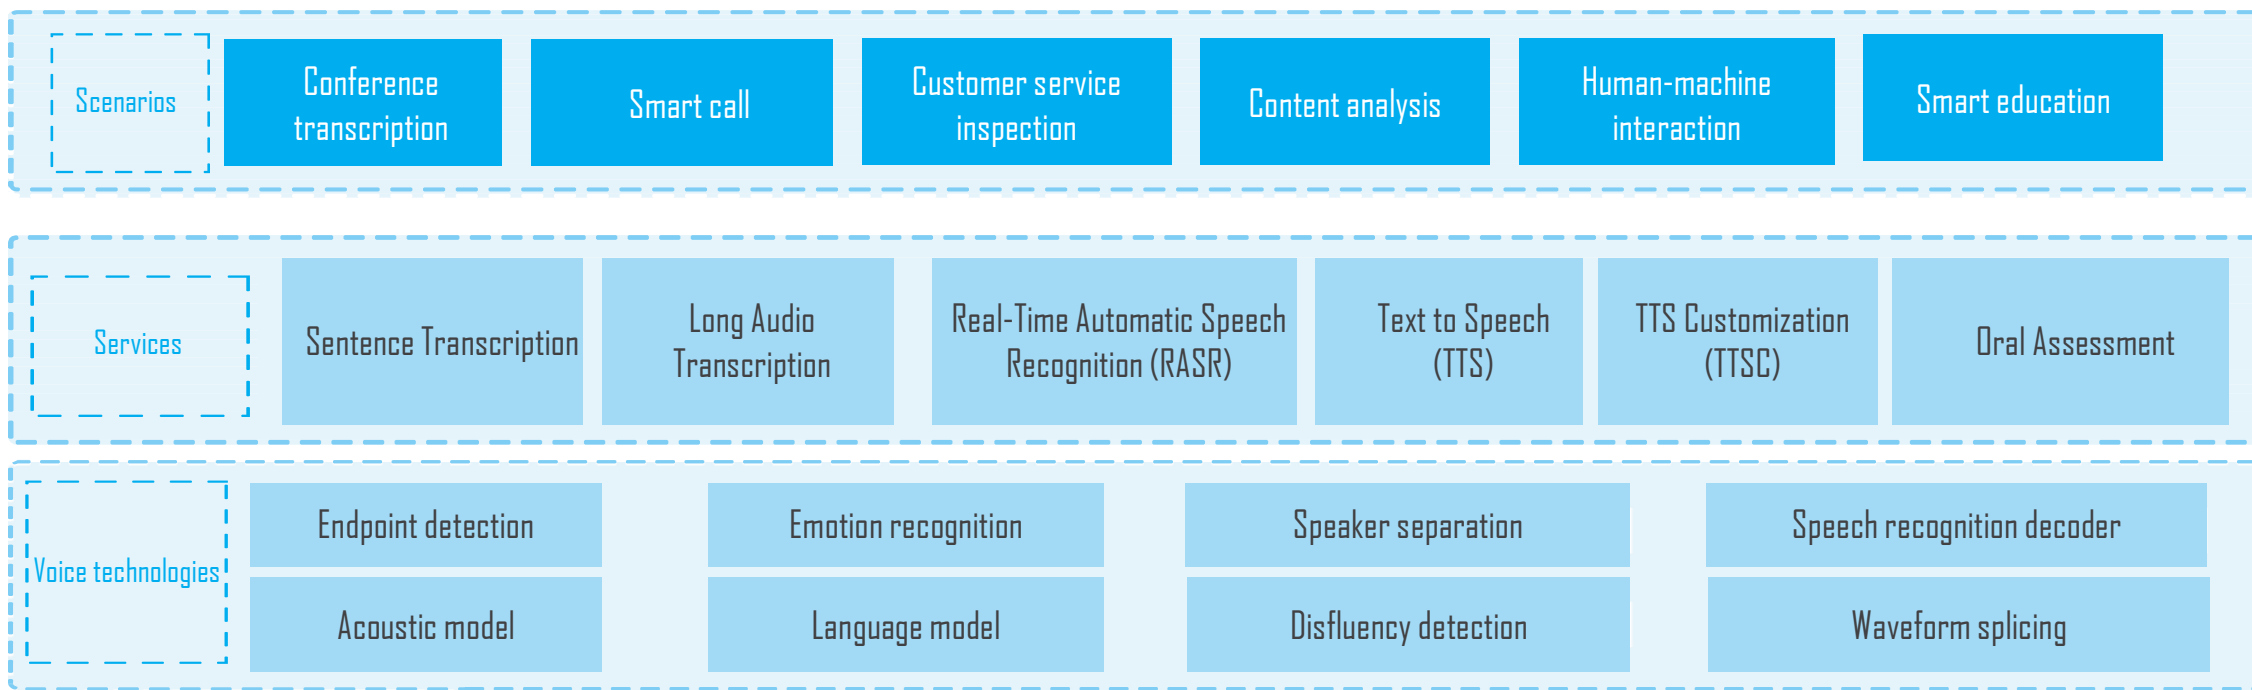 Scenarios
Conference
transcription
Smart call
Customer service
inspection
Content analysis
Human-machine
interaction
Smart education
Services
Sentence Transcription
Long Audio
Transcription
Real-Time Automatic Speech
Recognition (RASR)
Text to Speech
(TTS)
TTS Customization
(TTSC)
Oral Assessment
Voice technologies
Endpoint detection
Emotion recognition
Speaker separation
Speech recognition decoder
Acoustic model
Language model
Disfluency detection
Waveform splicing